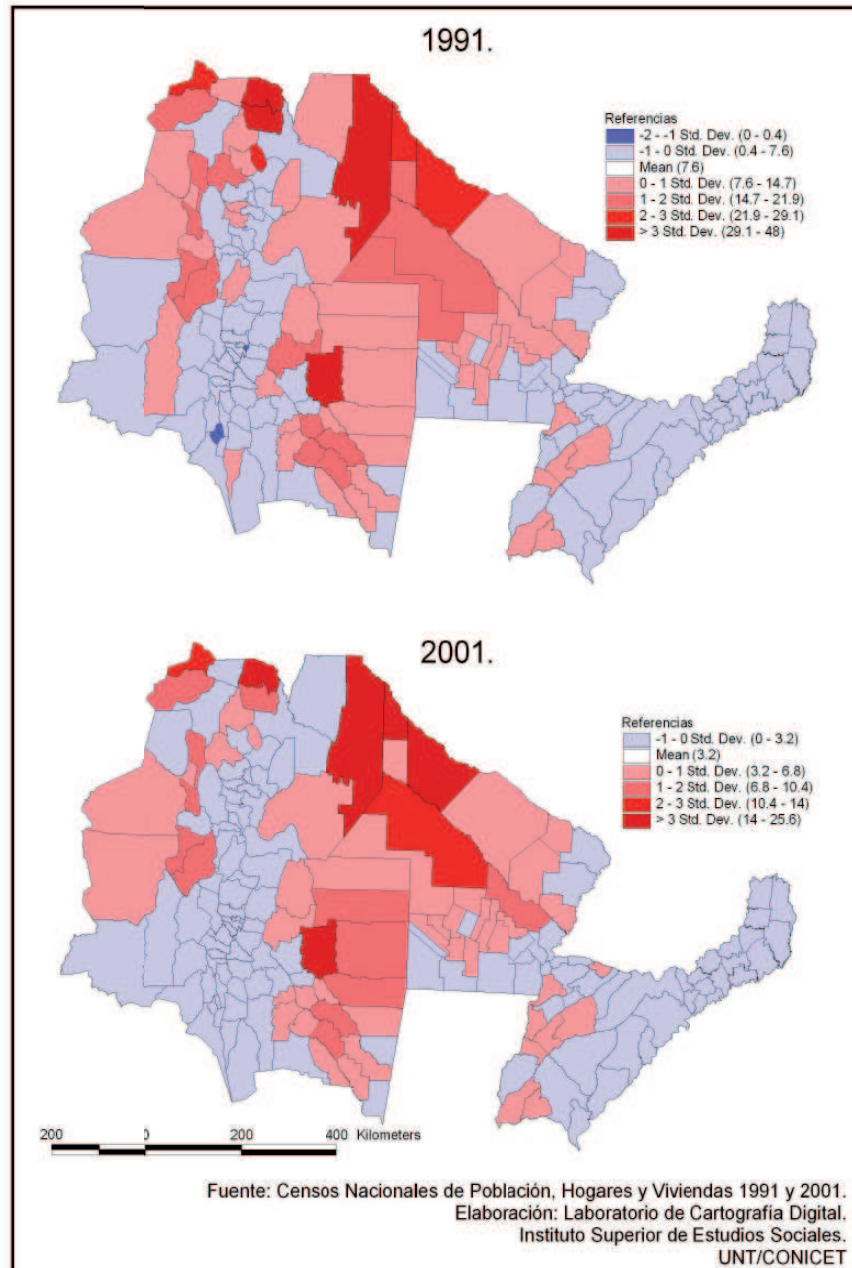 1991.
Referencias
-2 - -1 Std. Dev. (0 - 0.4)
-1 - 0 Std. Dev. (0.4 - 7.6)
Mean (7.6)
0 - 1 Std. Dev. (7.6 - 14.7)
1 - 2 Std. Dev. (14.7 - 21.9)
2 - 3 Std. Dev. (21.9 - 29.1)
> 3 Std. Dev. (29.1 - 48)
2001.
Referencias
-1 - 0 Std. Dev. (0 - 3.2)
Mean (3.2)
0 - 1 Std. Dev. (3.2 - 6.8)
1 - 2 Std. Dev. (6.8 - 10.4)
2 - 3 Std. Dev. (10.4 - 14)
> 3 Std. Dev. (14 - 25.6)
200 0 200 400 Kilometers
Fuente: Censos Nacionales de Población, Hogares y Viviendas 1991 y 2001.
Elaboración: Laboratorio de Cartografía Digital.
Instituto Superior de Estudios Sociales.
UNT/CONICET